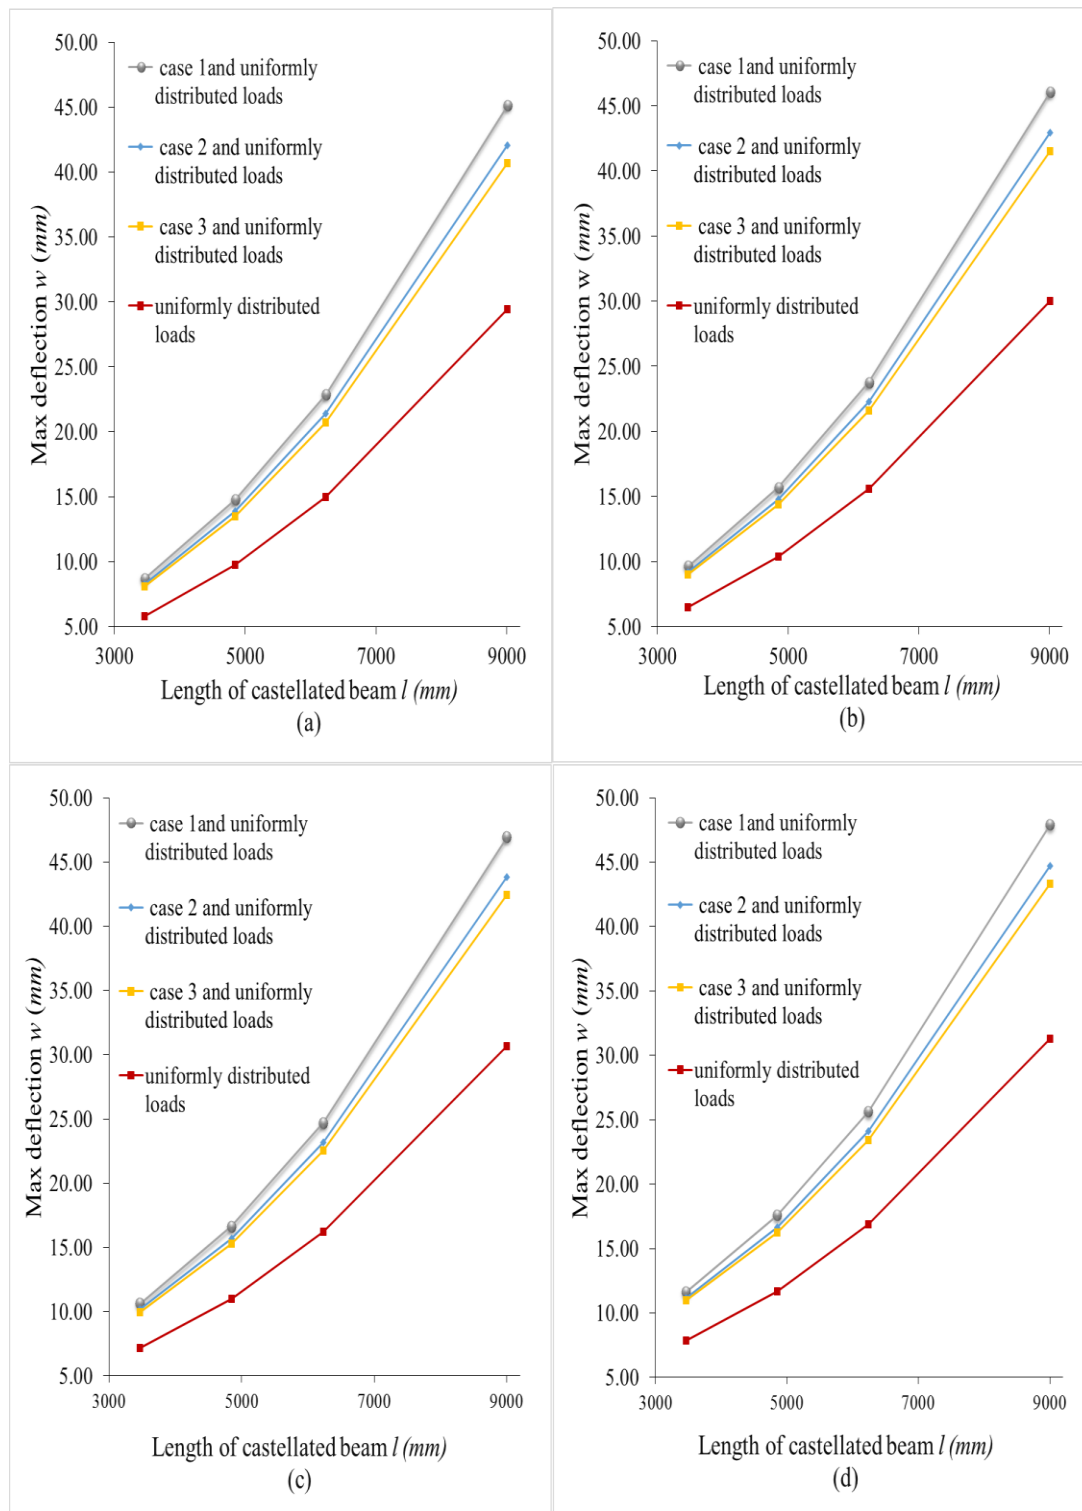 50.00
45.00
40.00
35.00
30.00
25.00
20.00
15.00
10.00
5.00
Max deflection w (mm)
case 1and uniformly
distributed loads
case 2 and uniformly
distributed loads
case 3 and uniformly
distributed loads
uniformly distributed
loads
3000 5000 7000 9000
Length of castellated beam l (mm)
(a)
50.00
45.00
40.00
35.00
30.00
25.00
20.00
15.00
10.00
5.00
Max deflection w (mm)
case 1and uniformly
distributed loads
case 2 and uniformly
distributed loads
case 3 and uniformly
distributed loads
uniformly distributed
loads
3000 5000 7000 9000
Length of castellated beam l (mm)
(b)
50.00
45.00
40.00
35.00
30.00
25.00
20.00
15.00
10.00
5.00
Max deflection w (mm)
case 1and uniformly
distributed loads
case 2 and uniformly
distributed loads
case 3 and uniformly
distributed loads
uniformly distributed
loads
3000 5000 7000 9000
Length of castellated beam l (mm)
(c)
50.00
45.00
40.00
35.00
30.00
25.00
20.00
15.00
10.00
5.00
Max deflection w (mm)
case 1and uniformly
distributed loads
case 2 and uniformly
distributed loads
case 3 and uniformly
distributed loads
uniformly distributed
loads
3000 5000 7000 9000
Length of castellated beam l (mm)
(d)